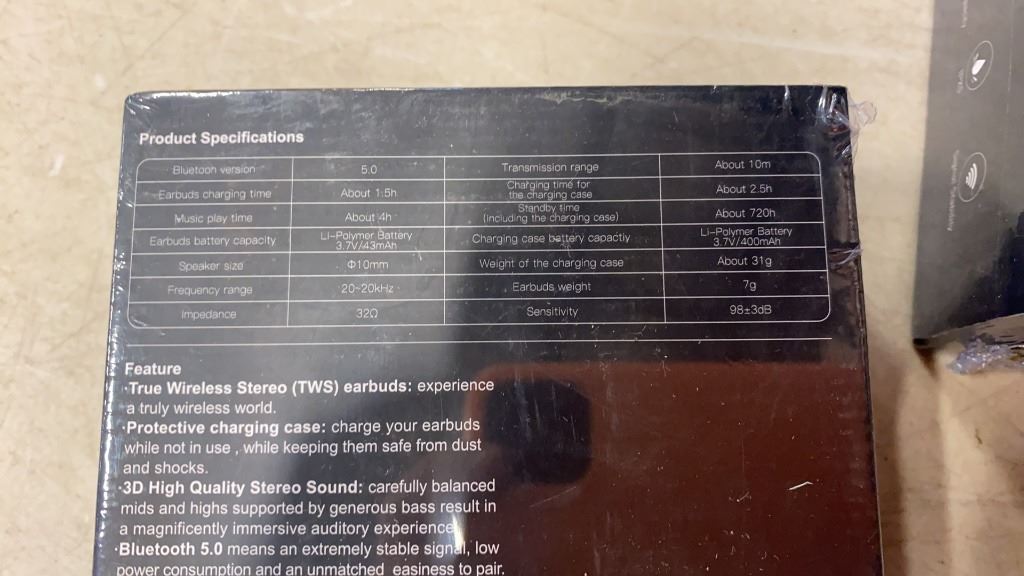 Product Specifications
Bluetooh version 5.0 Transmission range About 10m
Earbuds charging time About 1.5h Charging time for
the charging case About 2.5h
Music play time About 4h Standby time
(including the charging case) About 720h
Earbuds battery capacity Li-Polymer Battery
3.7V/43mAh Charging case battery capactiy Li-Polymer Battery
3.7V/400mAh
Speaker size Φ10mm Weight of the charging case About 31g
Frequency range 20~20kHz Earbuds weight 7g
Impedance 32Ω Sensitivity 98±3dB
Feature
·True Wireless Stereo (TWS) earbuds: experience
a truly wireless world.
·Protective charging case: charge your earbuds
while not in use , while keeping them safe from dust
and shocks.
·3D High Quality Stereo Sound: carefully balanced
mids and highs supported by generous bass result in
a magnificently immersive auditory experience
·Bluetooth 5.0 means an extremely stable signal, low
power consumption and an unmatched easiness to pair.